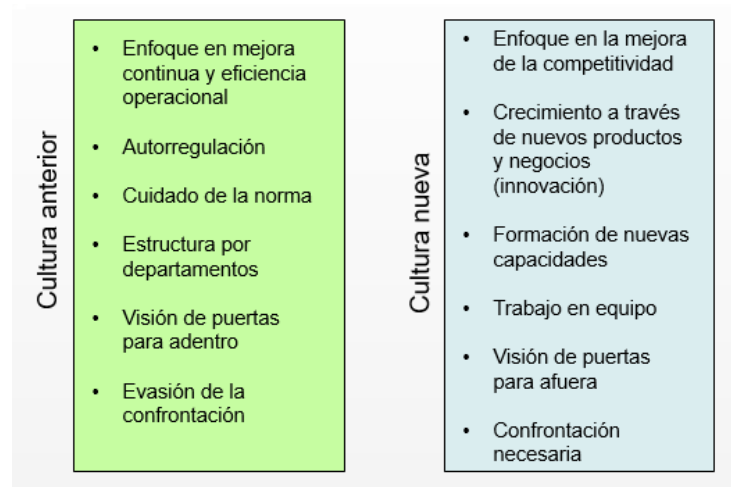 Cultura anterior
• Enfoque en mejora
continua y eficiencia
operacional
• Autorregulación
• Cuidado de la norma
• Estructura por
departamentos
• Visión de puertas
para adentro
• Evasión de la
confrontación
Cultura nueva
• Enfoque en la mejora
de la competitividad
• Crecimiento a través
de nuevos productos
y negocios
(innovación)
• Formación de nuevas
capacidades
• Trabajo en equipo
• Visión de puertas
para afuera
• Confrontación
necesaria